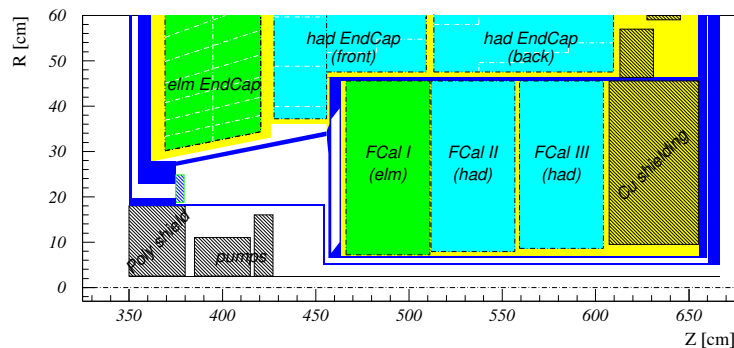 R [cm]
60
50
40
30
20
10
0
elm EndCap
had EndCap
(front)
had EndCap
(back)
FCal I
(elm)
FCal II
(had)
FCal III
(had)
Cu shielding
Poly shield
pumps
350
400
450
500
550
600
650
Z [cm]